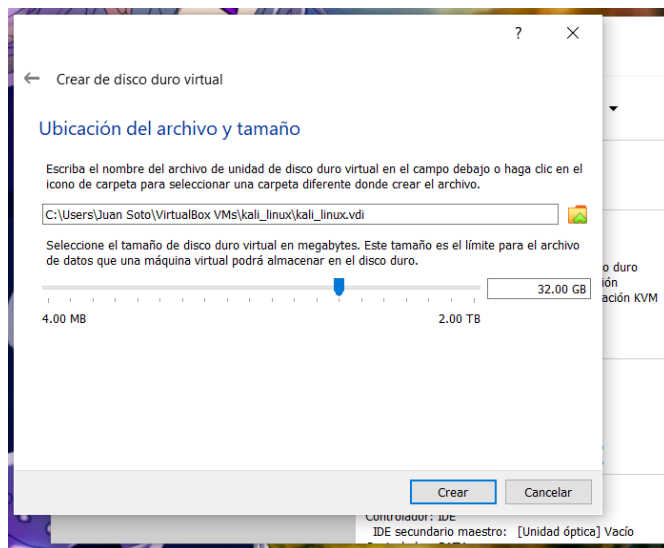 ?
Crear de disco duro virtual
Ubicación del archivo y tamaño
Escriba el nombre del archivo de unidad de disco duro virtual en el campo debajo o haga clic en el
icono de carpeta para seleccionar una carpeta diferente donde crear el archivo.
C:\Users\Juan Soto\VirtualBox VMs\kali_linux\kali_linux.vdi
Seleccione el tamaño de disco duro virtual en megabytes. Este tamaño es el límite para el archivo
de datos que una máquina virtual podrá almacenar en el disco duro.
32.00 GB
4.00 MB 2.00 TB
o duro
ión
ación KVM
Crear Cancelar
Controlador: IDE
IDE secundario maestro: [Unidad óptica] Vacío